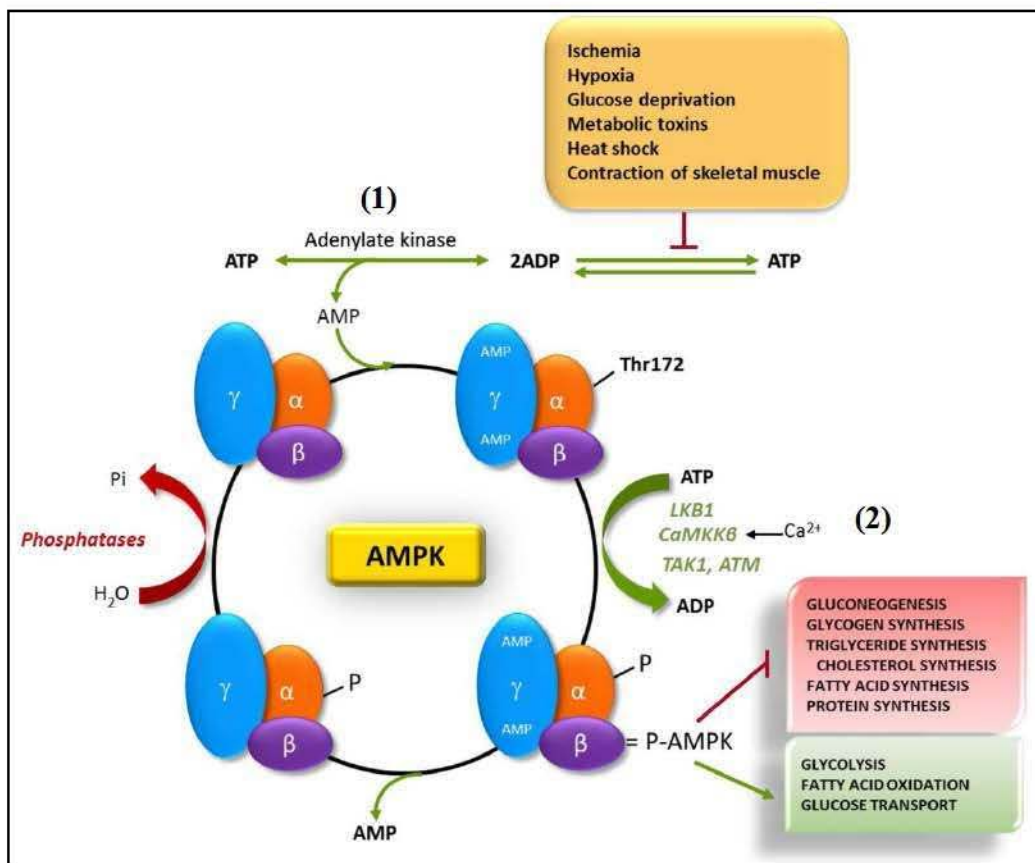 Ischemia
Hypoxia
Glucose deprivation
Metabolic toxins
Heat shock
Contraction of skeletal muscle
(1)
Adenylate kinase
ATP
2ADP
ATP
AMP
γ
α
β
AMP
γ
AMP
α
β
Thr172
Pi
Phosphatases
H₂O
AMPK
ATP
LKB1
CaMKKβ
Ca²⁺
(2)
TAK1, ATM
ADP
γ
α
β
P
AMP
γ
AMP
α
β
P
= P-AMPK
AMP
GLUCONEOGENESIS
GLYCOGEN SYNTHESIS
TRIGLYCERIDE SYNTHESIS
CHOLESTEROL SYNTHESIS
FATTY ACID SYNTHESIS
PROTEIN SYNTHESIS
GLYCOLYSIS
FATTY ACID OXIDATION
GLUCOSE TRANSPORT